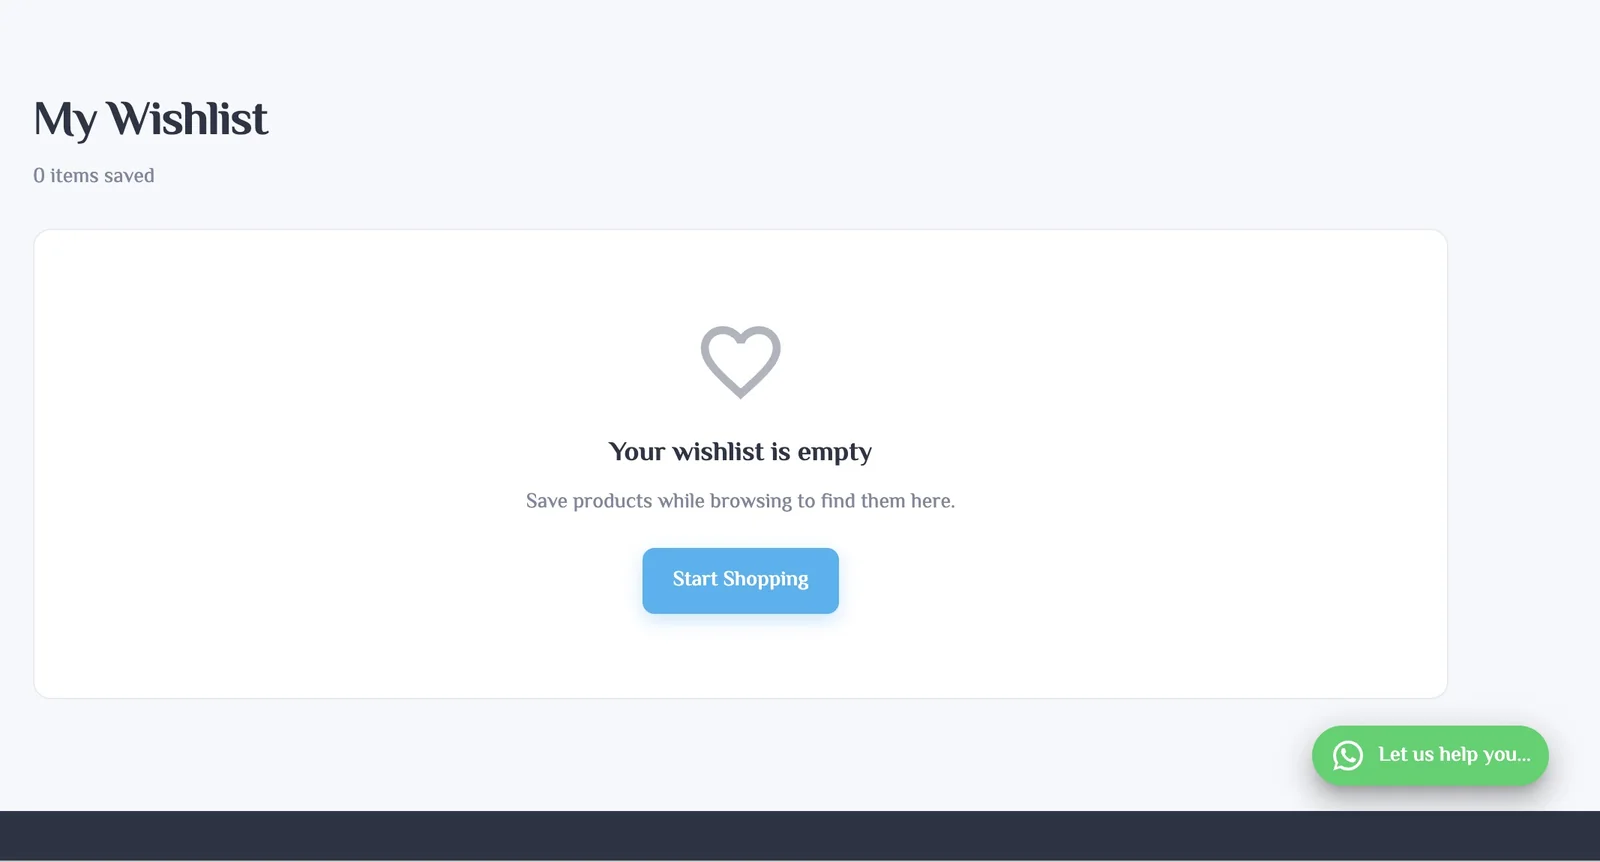 My Wishlist
0 items saved
Your wishlist is empty
Save products while browsing to find them here.
Start Shopping
Let us help you...